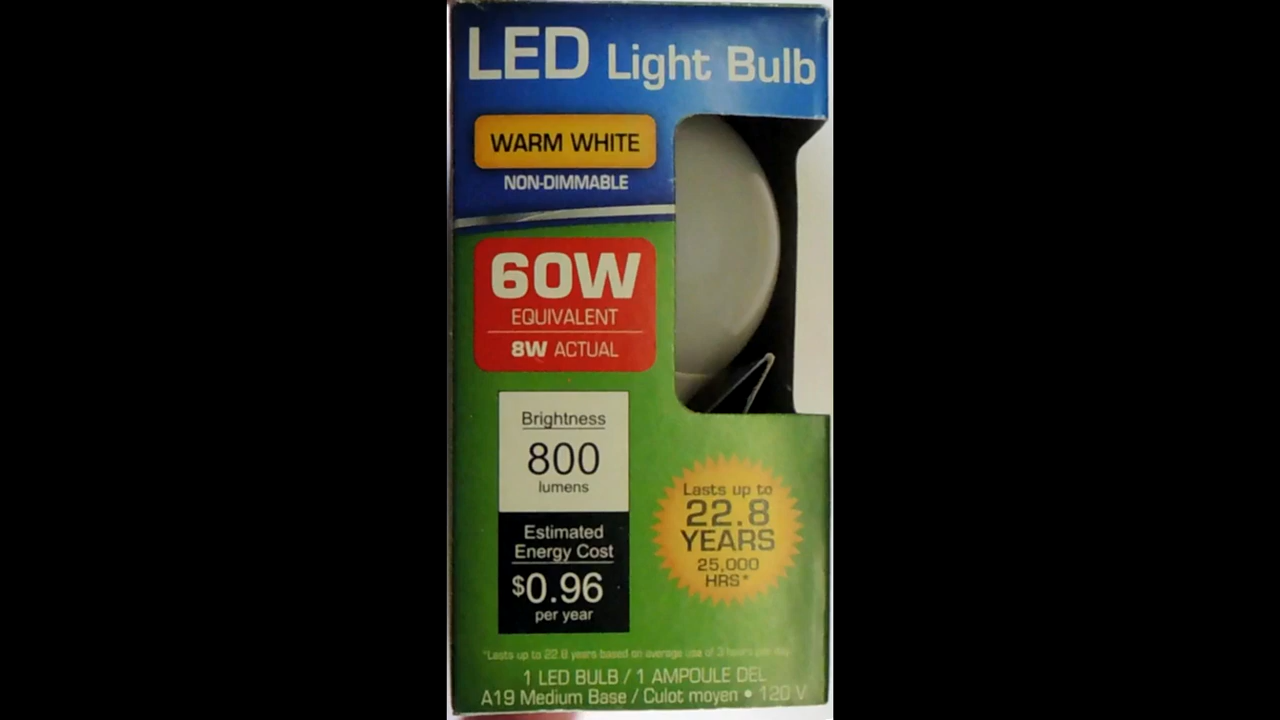 LED Light Bulb
WARM WHITE
NON-DIMMABLE
60W
EQUIVALENT
8W ACTUAL
Brightness
800
lumens
Estimated
Energy Cost
$0.96
per year
Lasts up to
22.8
YEARS
25,000
HRS*
*Lasts up to 22.8 years based on average use of 3 hours per day
1 LED BULB / 1 AMPOULE DEL
A19 Medium Base / Culot moyen • 120 V